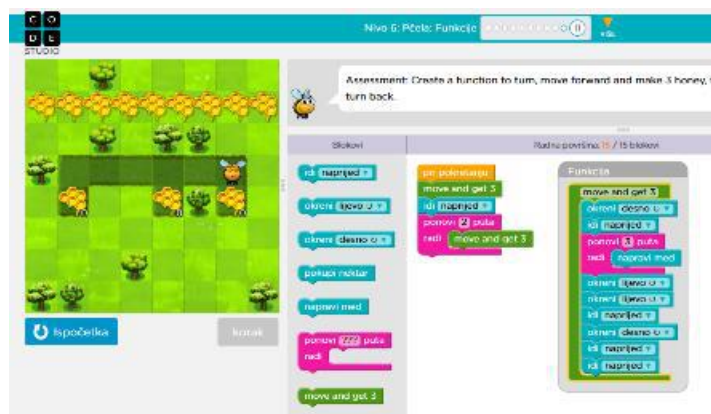 C O
D E
STUDIO
Nivo 6: Pčela: Funkcije
Assessment: Create a function to turn, move forward and make 3 honey,
turn back.
Blokovi
Radna površina: 15 / 15 blokovi
idi naprijed
okreni lijevo
okreni desno
pokupi nektar
napravi med
ponovi ??? puta
radi
move and get 3
pri pokretanju
move and get 3
idi naprijed
ponovi 2 puta
radi move and get 3
Funkcija
move and get 3
okreni desno
idi naprijed
ponovi 3 puta
radi napravi med
okreni lijevo
okreni lijevo
idi naprijed
okreni desno
idi naprijed
idi naprijed
Ispočetka
korak